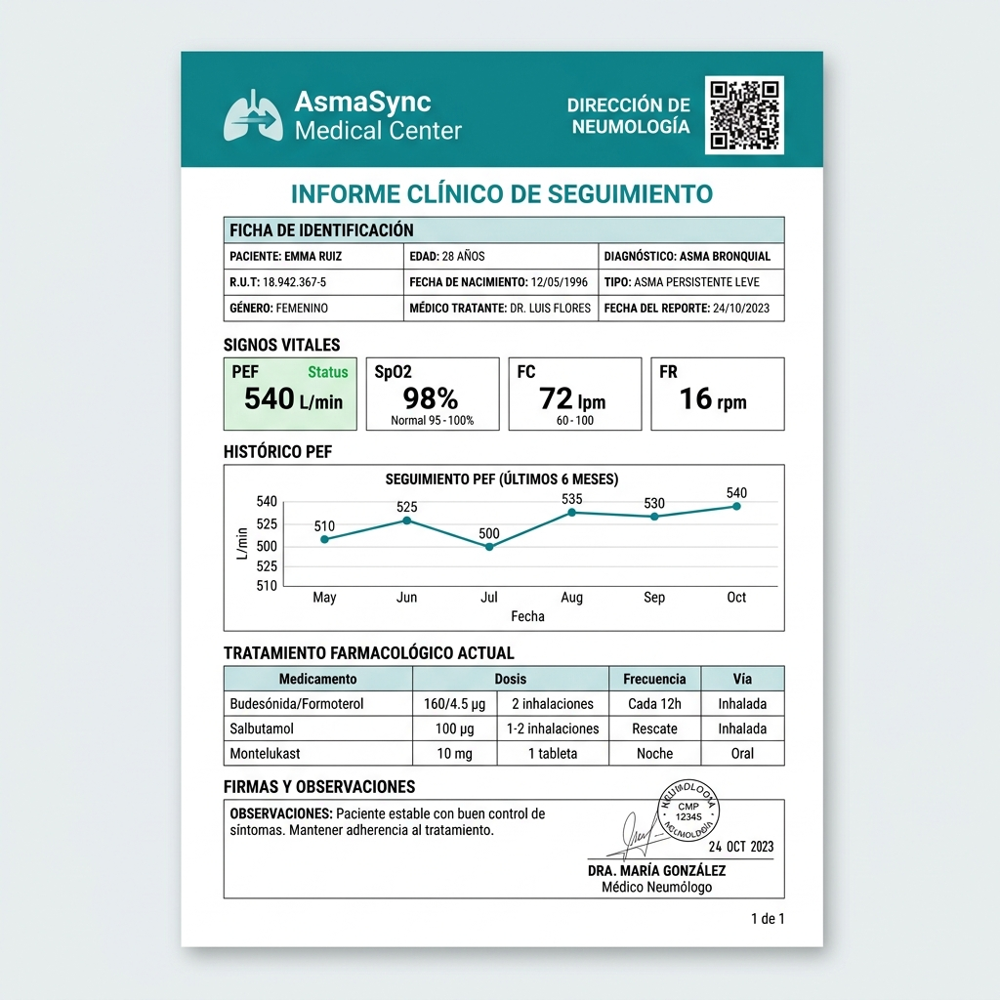 AsmaSync
Medical Center
DIRECCIÓN DE
NEUMOLOGÍA
INFORME CLÍNICO DE SEGUIMIENTO
FICHA DE IDENTIFICACIÓN
PACIENTE: EMMA RUIZ EDAD: 28 AÑOS DIAGNÓSTICO: ASMA BRONQUIAL
R.U.T: 18.942.367-5 FECHA DE NACIMIENTO: 12/05/1996 TIPO: ASMA PERSISTENTE LEVE
GÉNERO: FEMENINO MÉDICO TRATANTE: DR. LUIS FLORES FECHA DEL REPORTE: 24/10/2023
SIGNOS VITALES
PEF Status
540 L/min
SpO2
98%
Normal 95 - 100%
FC
72 lpm
60 - 100
FR
16 rpm
HISTÓRICO PEF
SEGUIMIENTO PEF (ÚLTIMOS 6 MESES)
L/min
540
525
500
525
510
510 525 500 535 530 540
May Jun Jul Aug Sep Oct
Fecha
TRATAMIENTO FARMACOLÓGICO ACTUAL
Medicamento Dosis Frecuencia Vía
Budesónida/Formoterol 160/4.5 µg 2 inhalaciones Cada 12h Inhalada
Salbutamol 100 µg 1-2 inhalaciones Rescate Inhalada
Montelukast 10 mg 1 tableta Noche Oral
FIRMAS Y OBSERVACIONES
OBSERVACIONES: Paciente estable con buen control de
síntomas. Mantener adherencia al tratamiento.
CMP
24 OCT 2023
DRA. MARÍA GONZÁLEZ
Médico Neumólogo
1 de 1